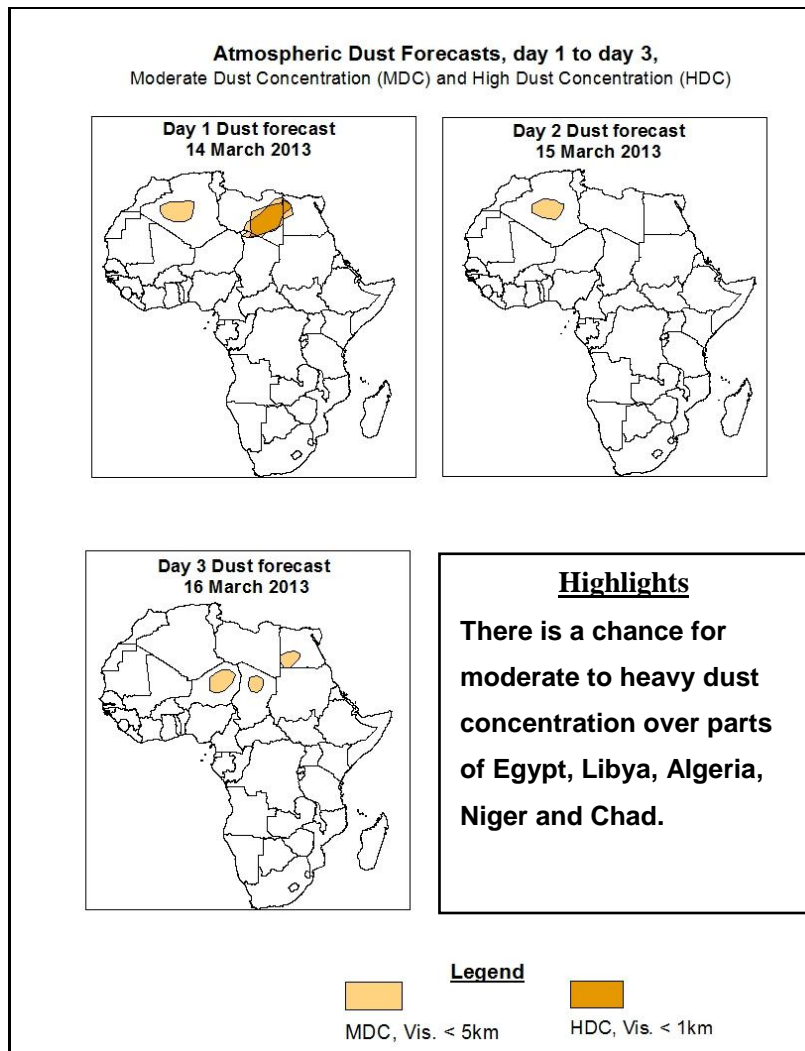 Atmospheric Dust Forecasts, day 1 to day 3,
Moderate Dust Concentration (MDC) and High Dust Concentration (HDC)
Day 1 Dust forecast
14 March 2013
Day 2 Dust forecast
15 March 2013
Day 3 Dust forecast
16 March 2013
Highlights
There is a chance for
moderate to heavy dust
concentration over parts
of Egypt, Libya, Algeria,
Niger and Chad.
Legend
MDC, Vis. < 5km
HDC, Vis. < 1km